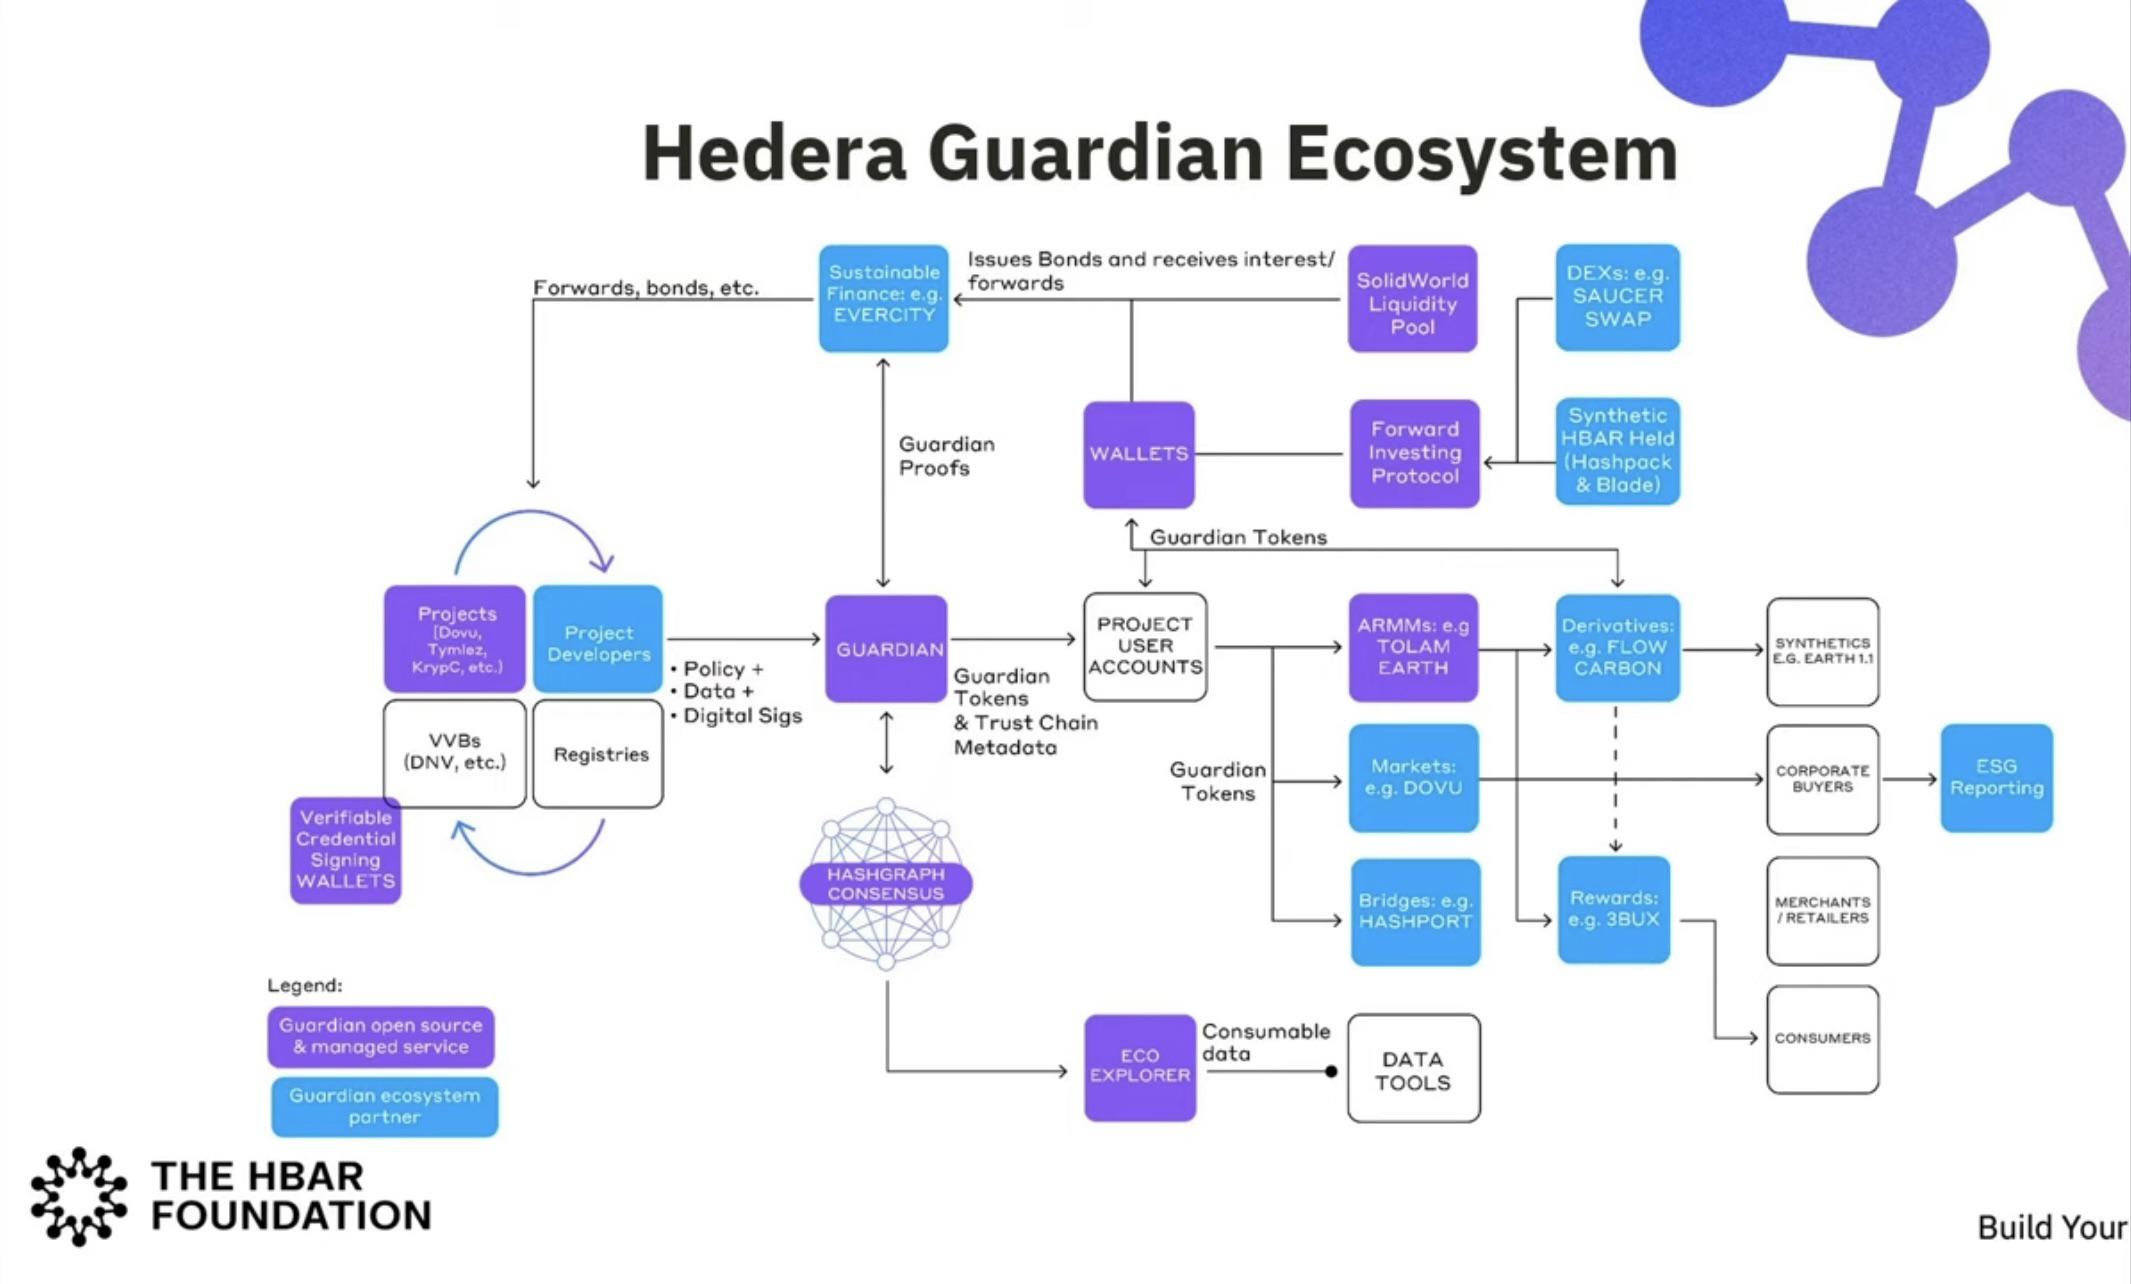 Hedera Guardian Ecosystem
Forwards, bonds, etc.
Sustainable
Finance: e.g.
EVERCITY
Issues Bonds and receives interest/
forwards
SolidWorld
Liquidity
Pool
DEXs: e.g.
SAUCER
SWAP
Guardian
Proofs
WALLETS
Forward
Investing
Protocol
Synthetic
HBAR Held
(Hashpack
& Blade)
Guardian Tokens
Projects
[Dovu,
Tymlez,
KrypC, etc.)
Project
Developers
VVBs
(DNV, etc.)
Registries
Verifiable
Credential
Signing
WALLETS
• Policy +
• Data +
• Digital Sigs
GUARDIAN
Guardian
Tokens
& Trust Chain
Metadata
PROJECT
USER
ACCOUNTS
Guardian
Tokens
ARMMs: e.g
TOLAM
EARTH
Derivatives:
e.g. FLOW
CARBON
SYNTHETICS
E.G. EARTH 1.1
Markets:
e.g. DOVU
CORPORATE
BUYERS
ESG
Reporting
Bridges: e.g.
HASHPORT
Rewards:
e.g. 3BUX
MERCHANTS
/ RETAILERS
CONSUMERS
HASHGRAPH
CONSENSUS
ECO
EXPLORER
Consumable
data
DATA
TOOLS
Legend:
Guardian open source
& managed service
Guardian ecosystem
partner
THE HBAR
FOUNDATION
Build Your